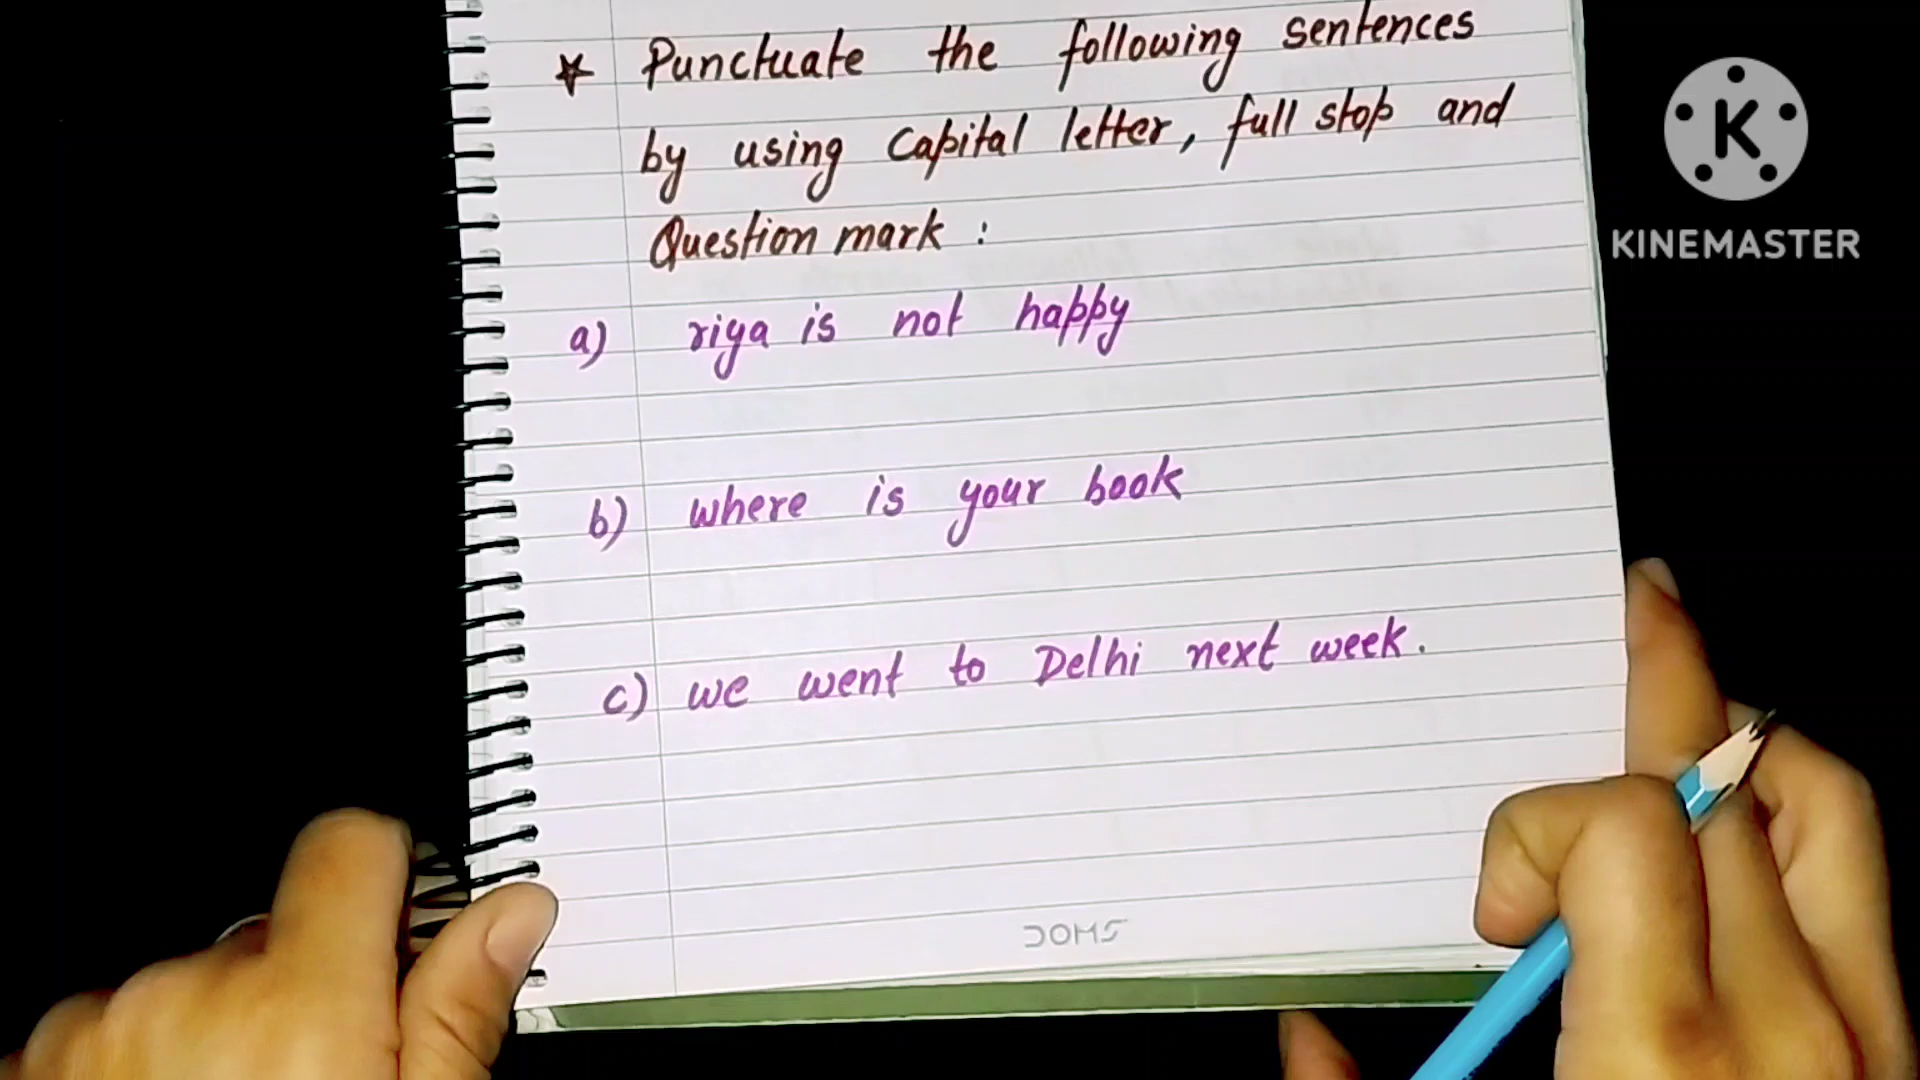 * Punctuate the following sentences
by using capital letter, full stop and
Question mark :
a) riya is not happy
b) where is your book
c) we went to Delhi next week.
DOMS
K
KINEMASTER